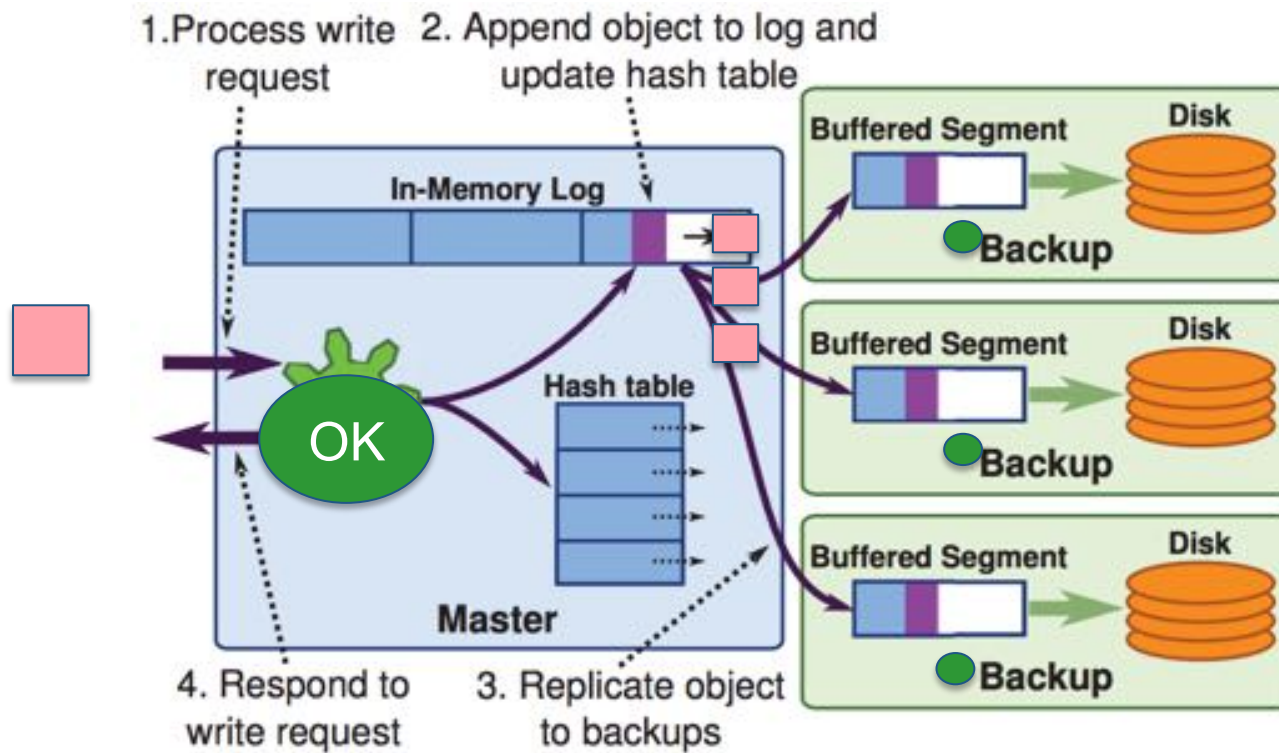 1.Process write
request
2. Append object to log and
update hash table
In-Memory Log
OK
Hash table
Master
Buffered Segment
Disk
Backup
Buffered Segment
Disk
Backup
Buffered Segment
Disk
Backup
4. Respond to
write request
3. Replicate object
to backups